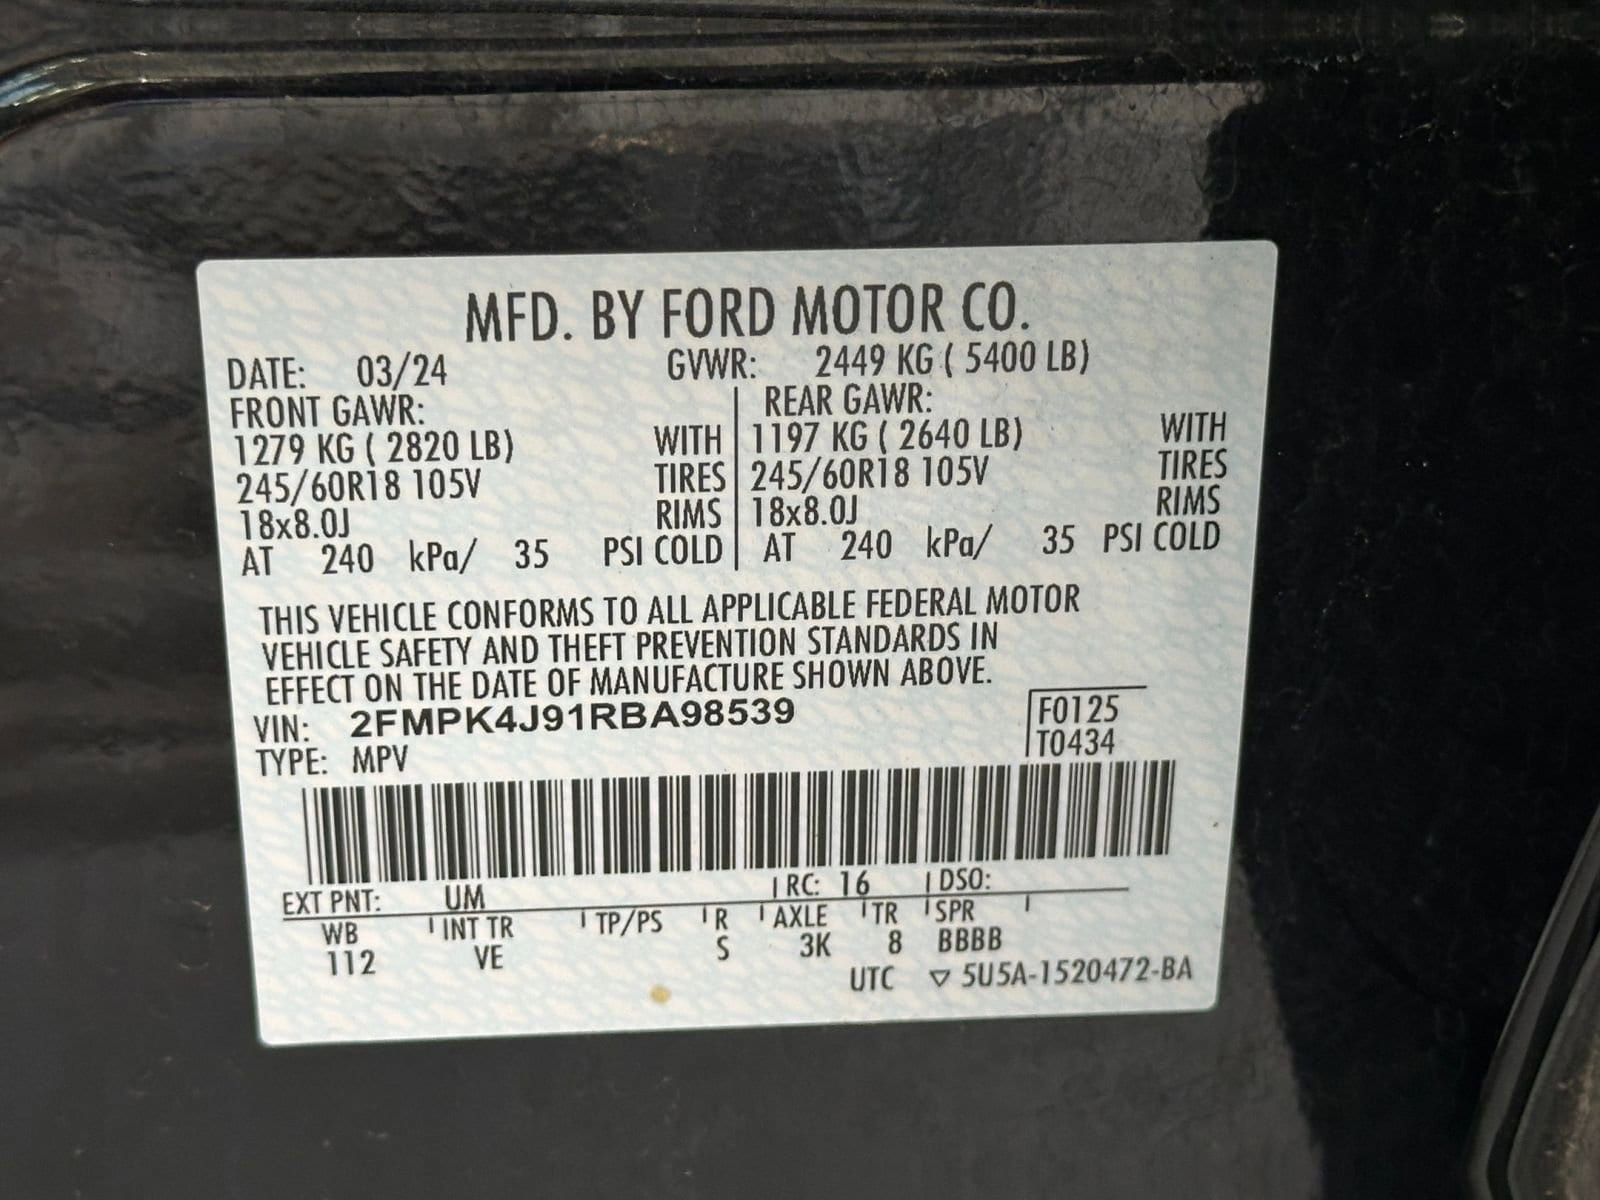 MFD. BY FORD MOTOR CO.
DATE: 03/24 GVWR: 2449 KG ( 5400 LB)
FRONT GAWR: REAR GAWR:
1279 KG ( 2820 LB) WITH 1197 KG ( 2640 LB) WITH
245/60R18 105V TIRES 245/60R18 105V TIRES
18x8.0J RIMS 18x8.0J RIMS
AT 240 kPa/ 35 PSI COLD AT 240 kPa/ 35 PSI COLD
THIS VEHICLE CONFORMS TO ALL APPLICABLE FEDERAL MOTOR
VEHICLE SAFETY AND THEFT PREVENTION STANDARDS IN
EFFECT ON THE DATE OF MANUFACTURE SHOWN ABOVE.
VIN: 2FMPK4J91RBA98539 F0125
TYPE: MPV T0434
EXT PNT: UM RC: 16 DSO:
WB INT TR TP/PS R AXLE TR SPR
112 VE S 3K 8 BBBB
UTC ▽ 5U5A-1520472-BA